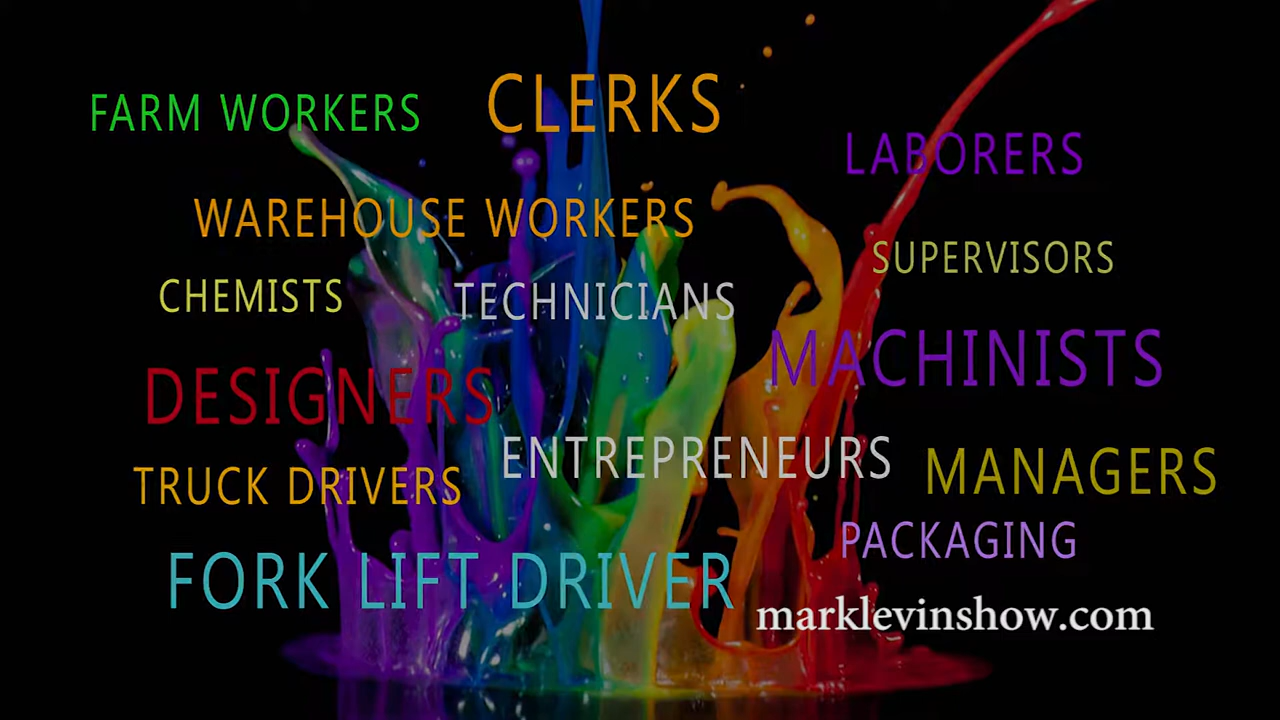 FARM WORKERS
CLERKS
LABORERS
WAREHOUSE WORKERS
SUPERVISORS
CHEMISTS
TECHNICIANS
MACHINISTS
DESIGNERS
ENTREPRENEURS
MANAGERS
TRUCK DRIVERS
PACKAGING
FORK LIFT DRIVER
marklevinshow.com